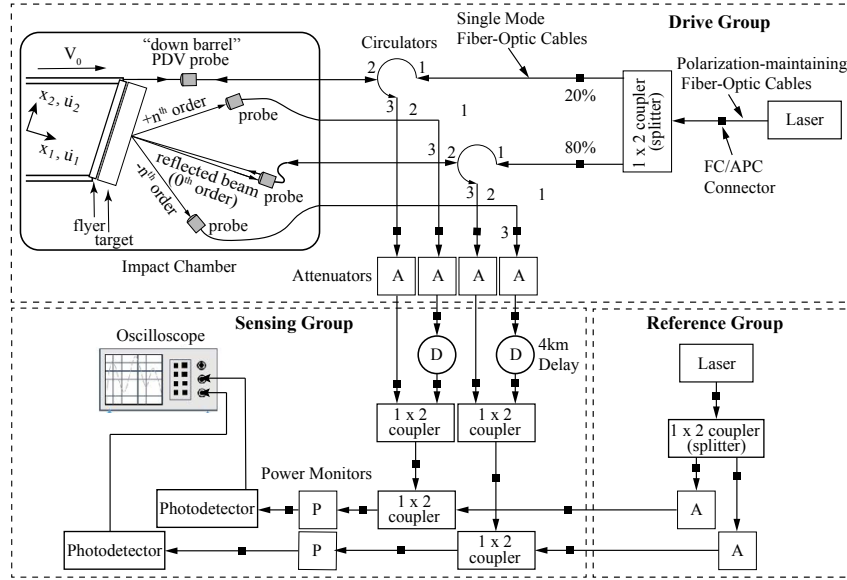 Drive Group
Single Mode
Fiber-Optic Cables
Polarization-maintaining
Fiber-Optic Cables
"down barrel"
PDV probe
V0
Circulators
2
1
3
20%
1 x 2 coupler
(splitter)
Laser
FC/APC
Connector
x2, u̇2
x1, u̇1
+nth order
probe
2
1
3
2
1
80%
reflected beam
(0th order)
probe
-nth order
probe
3
2
1
3
flyer
target
Impact Chamber
Attenuators
A
A
A
A
Sensing Group
Reference Group
Oscilloscope
D
D
4km
Delay
Laser
1 x 2
coupler
1 x 2
coupler
1 x 2 coupler
(splitter)
Power Monitors
Photodetector
P
1 x 2
coupler
A
Photodetector
P
1 x 2
coupler
A